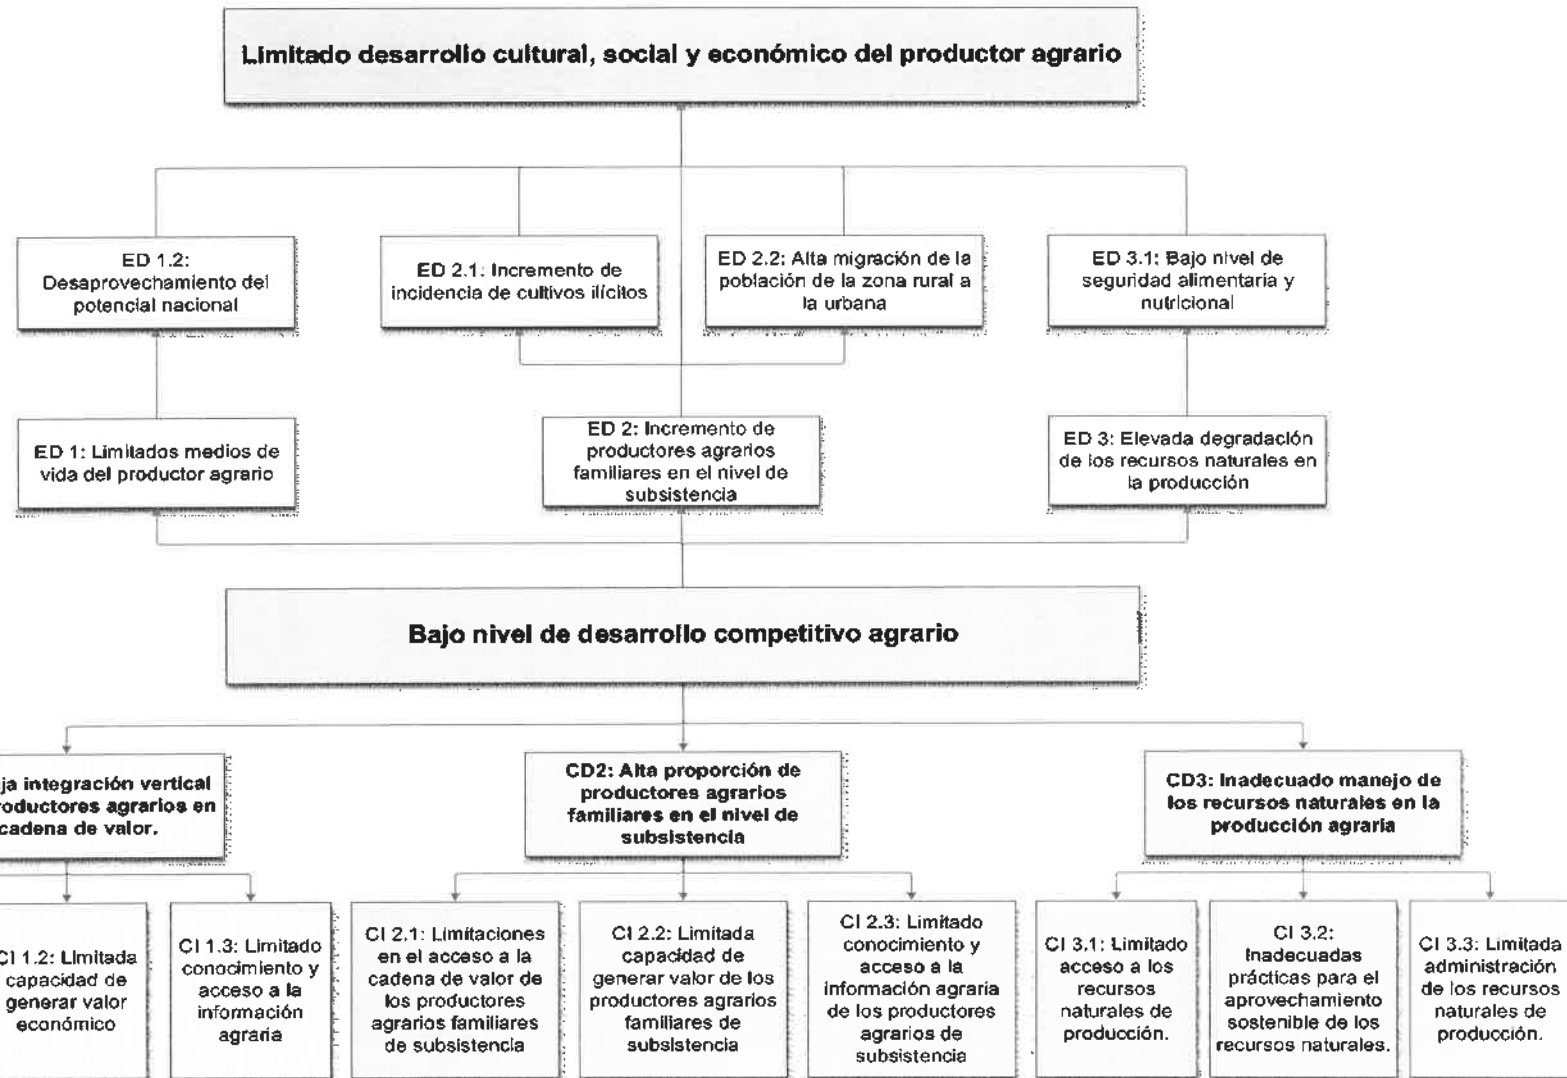 Limitado desarrollo cultural, social y económico del productor agrario
ED 1.2:
Desaprovechamiento del
potencial nacional
ED 2.1: Incremento de
incidencia de cultivos ilícitos
ED 2.2: Alta migración de la
población de la zona rural a
la urbana
ED 3.1: Bajo nivel de
seguridad alimentaria y
nutricional
ED 1: Limitados medios de
vida del productor agrario
ED 2: Incremento de
productores agrarios
familiares en el nivel de
subsistencia
ED 3: Elevada degradación
de los recursos naturales en
la producción
Bajo nivel de desarrollo competitivo agrario
ja integración vertical
roductores agrarios en
cadena de valor.
CD2: Alta proporción de
productores agrarios
familiares en el nivel de
subsistencia
CD3: Inadecuado manejo de
los recursos naturales en la
producción agraria
CI 1.2: Limitada
capacidad de
generar valor
económico
CI 1.3: Limitado
conocimiento y
acceso a la
información
agraria
CI 2.1: Limitaciones
en el acceso a la
cadena de valor de
los productores
agrarios familiares
de subsistencia
CI 2.2: Limitada
capacidad de
generar valor de los
productores agrarios
familiares de
subsistencia
CI 2.3: Limitado
conocimiento y
acceso a la
información agraria
de los productores
agrarios de
subsistencia
CI 3.1: Limitado
acceso a los
recursos
naturales de
producción.
CI 3.2:
Inadecuadas
prácticas para el
aprovechamiento
sostenible de los
recursos naturales.
CI 3.3: Limitada
administración
de los recursos
naturales de
producción.